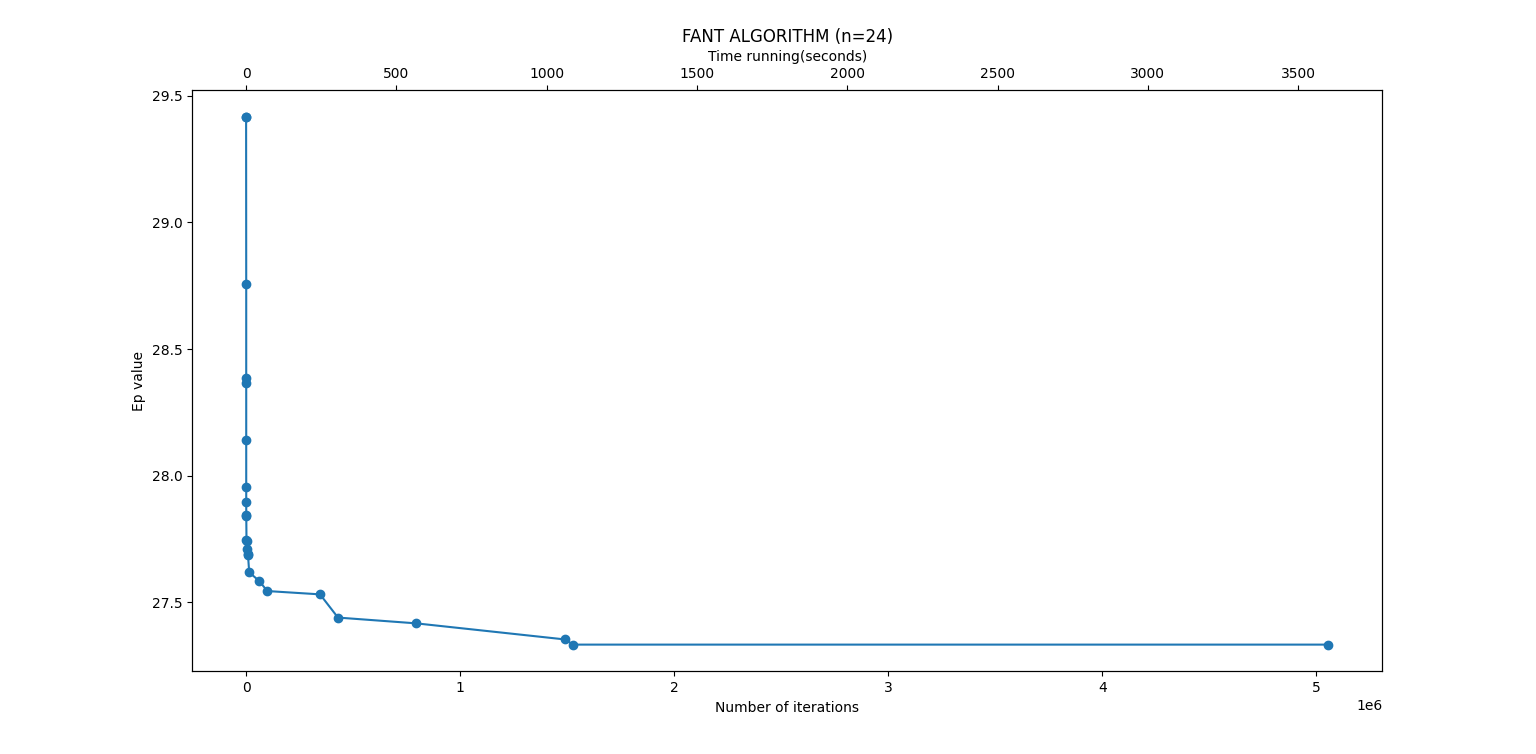 FANT ALGORITHM (n=24)
Time running(seconds)
0 500 1000 1500 2000 2500 3000 3500
29.5
29.0
28.5
28.0
27.5
Ep value
0 1 2 3 4 5
1e6
Number of iterations